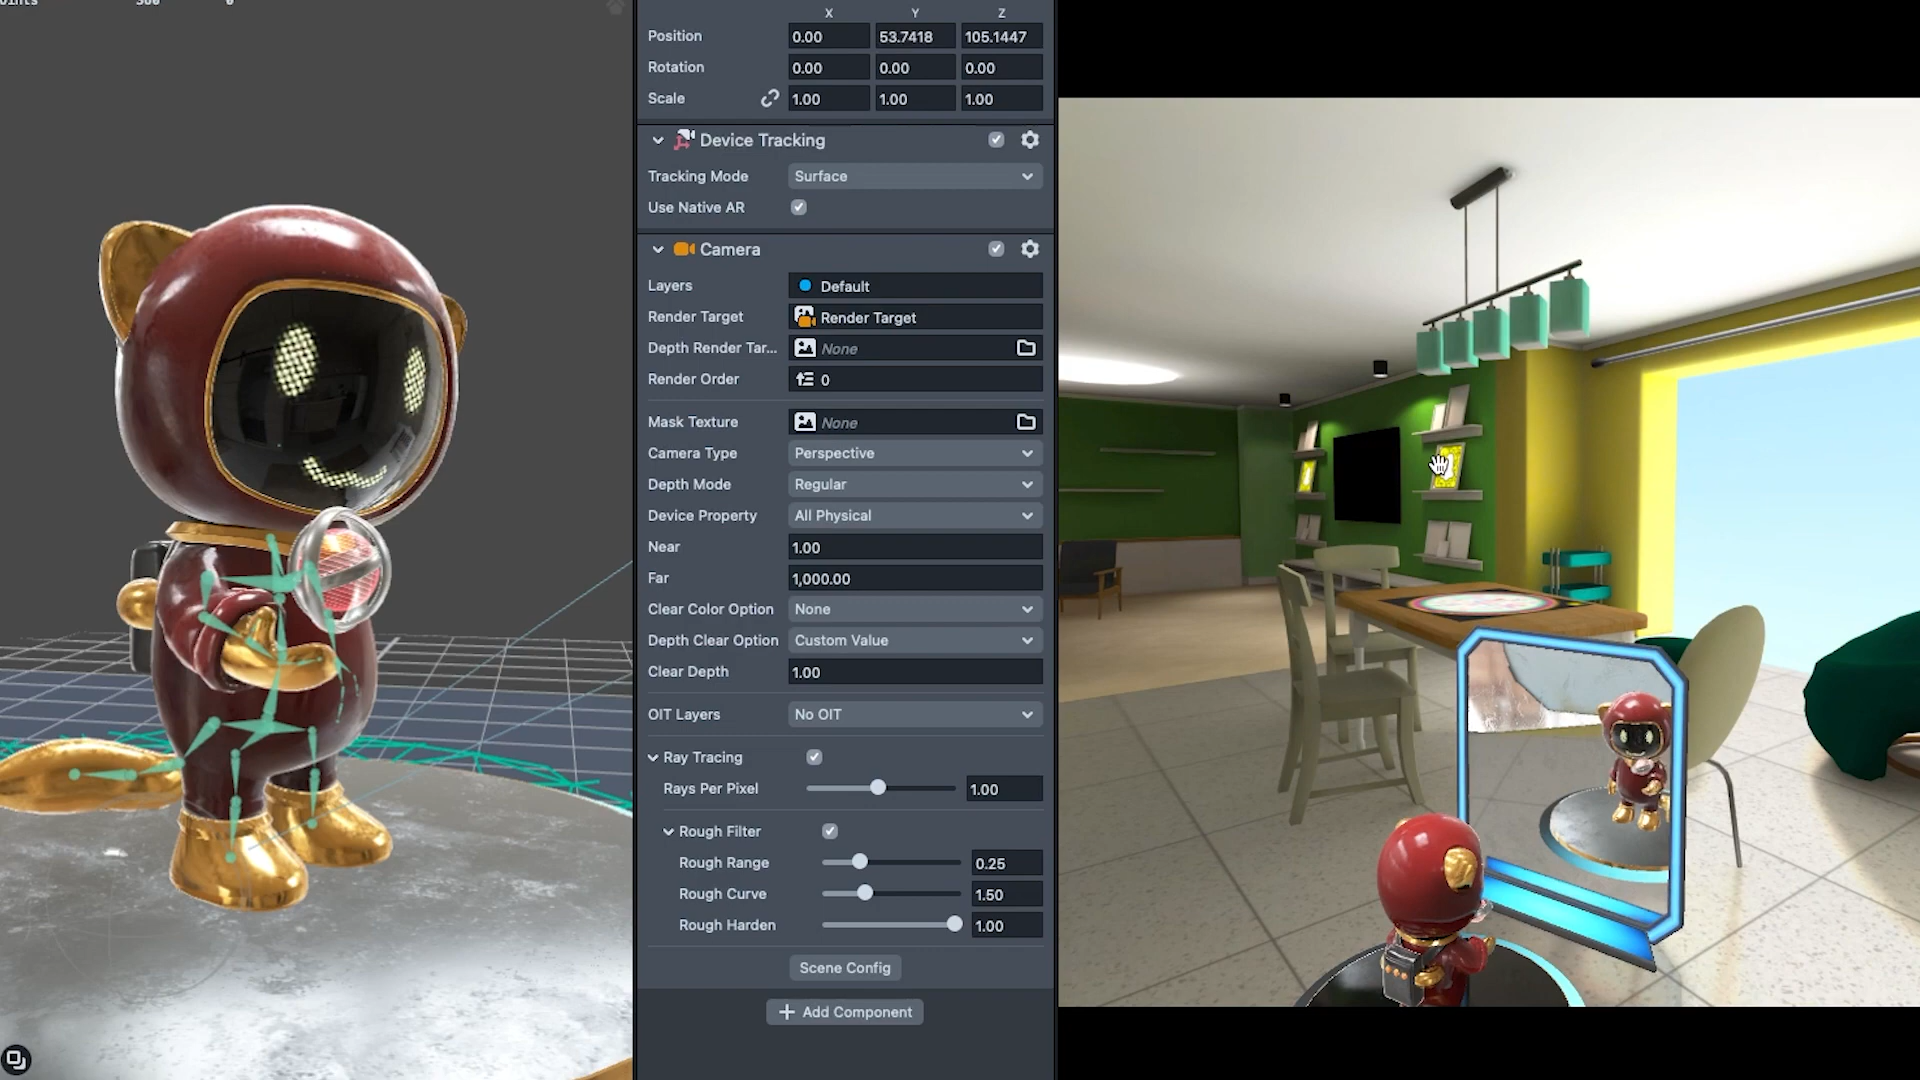 X Y Z
Position 0.00 53.7418 105.1447
Rotation 0.00 0.00 0.00
Scale 1.00 1.00 1.00
Device Tracking
Tracking Mode Surface
Use Native AR
Camera
Layers Default
Render Target Render Target
Depth Render Tar... None
Render Order 0
Mask Texture None
Camera Type Perspective
Depth Mode Regular
Device Property All Physical
Near 1.00
Far 1,000.00
Clear Color Option None
Depth Clear Option Custom Value
Clear Depth 1.00
OIT Layers No OIT
Ray Tracing
Rays Per Pixel 1.00
Rough Filter
Rough Range 0.25
Rough Curve 1.50
Rough Harden 1.00
Scene Config
+ Add Component